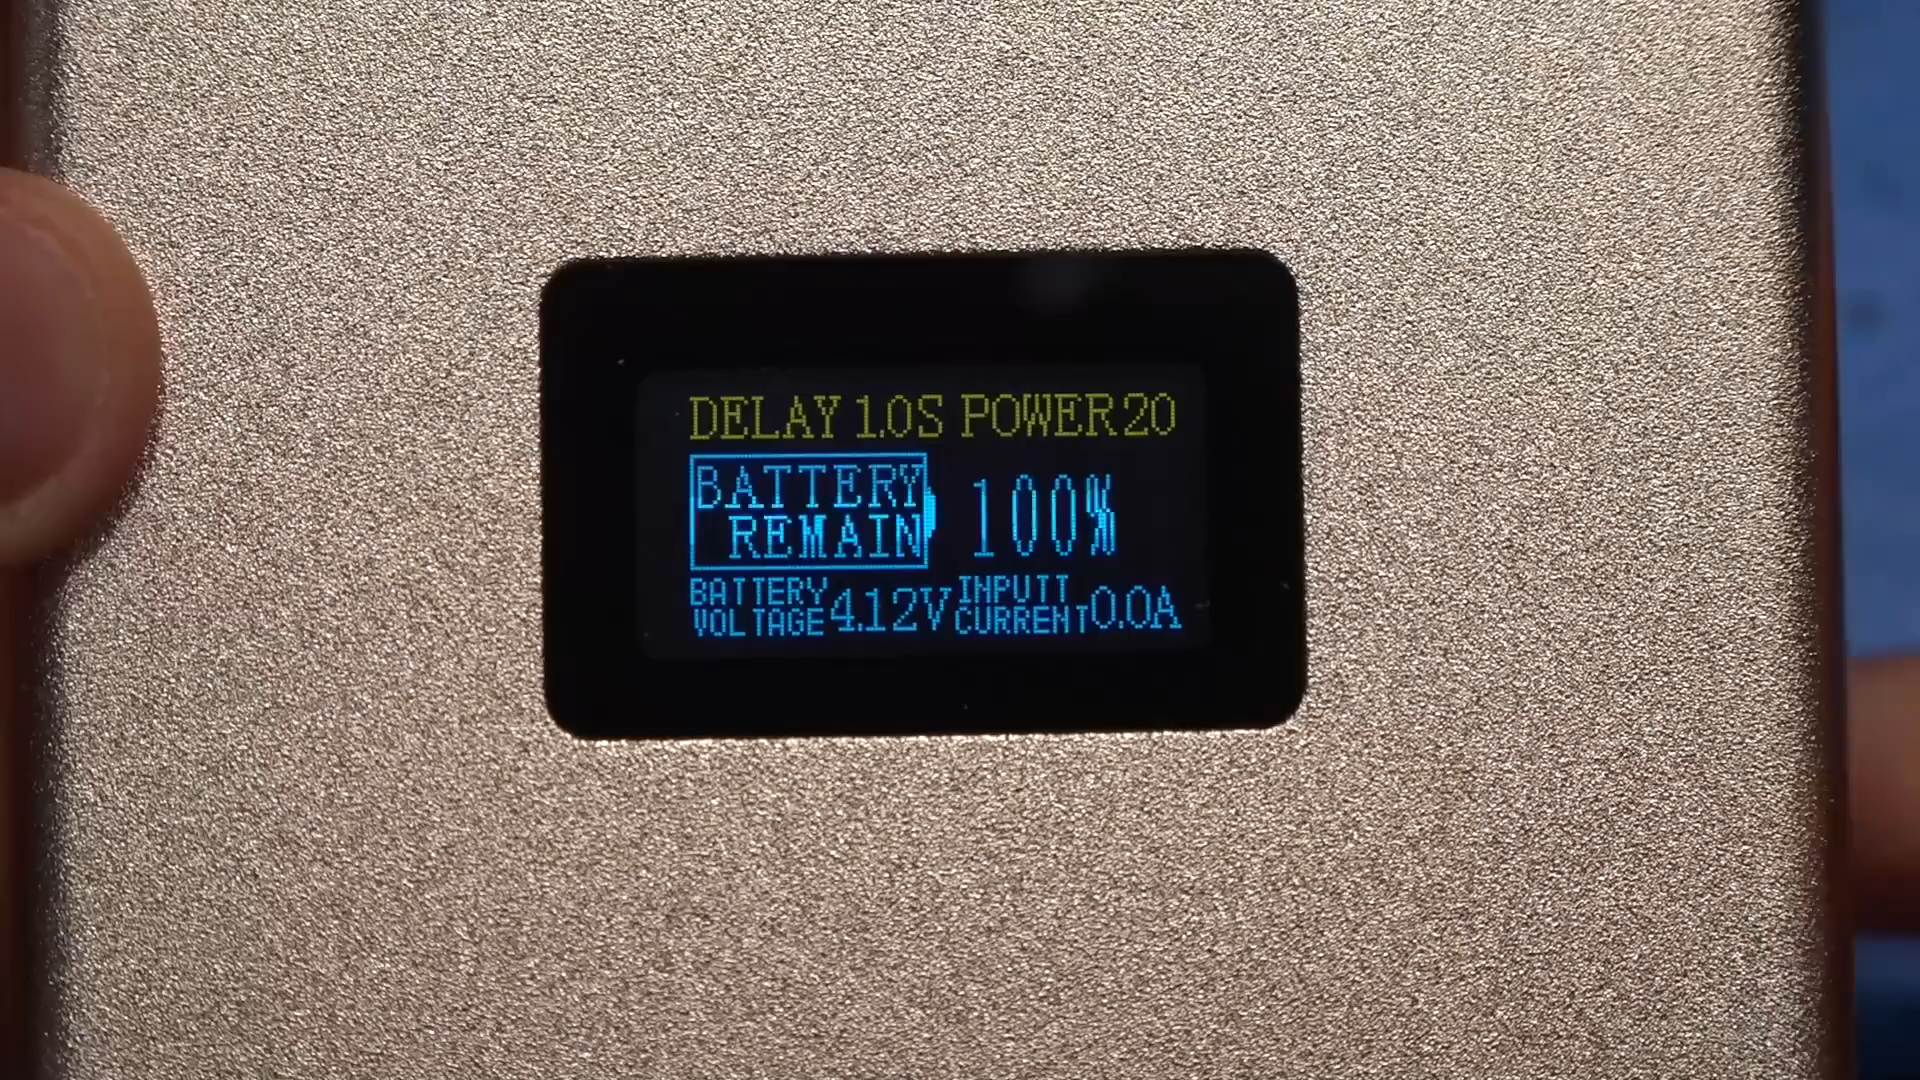 DELAY 1.0S POWER 20
BATTERY
REMAIN
100%
BATTERY
VOLTAGE
4.12V
INPUTT
CURRENT
0.0A